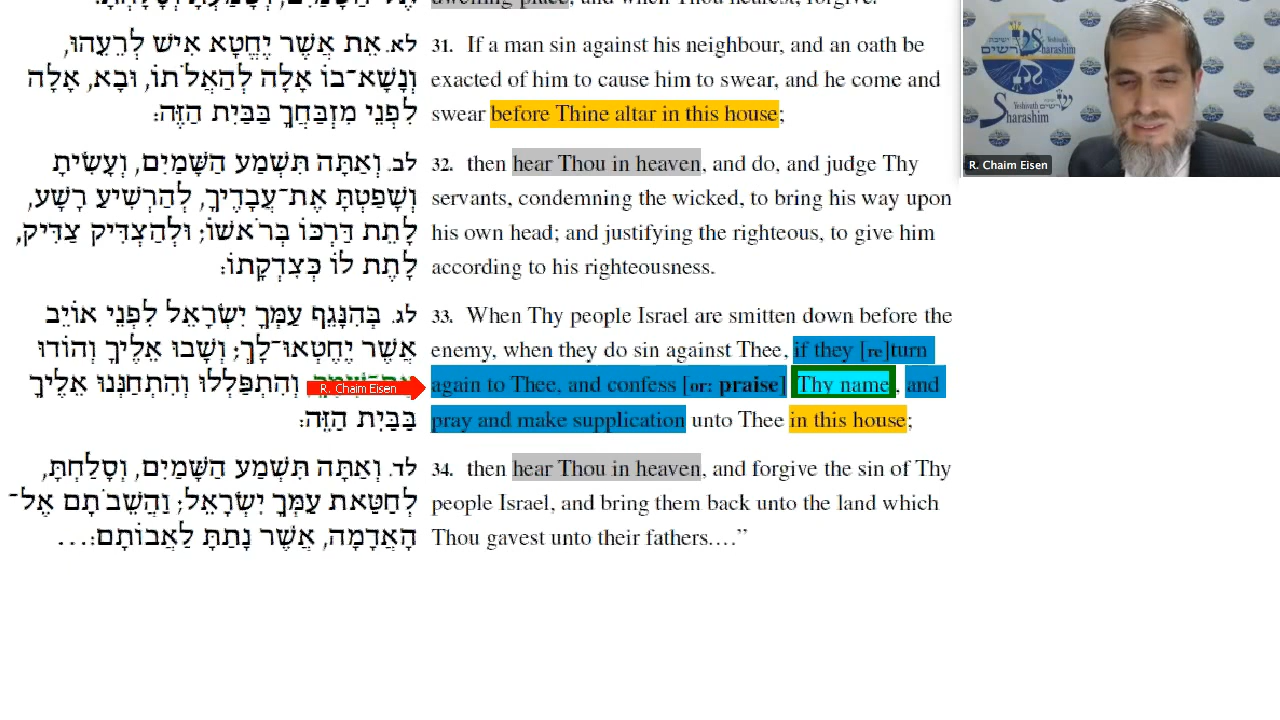 dwelling place, and when Thou hearest, forgive.
לא. אֵת אֲשֶׁר יֶחֱטָא אִישׁ לְרֵעֵהוּ,
וְנָשָׁא־בוֹ אָלָה לְהַאֲלֹתוֹ, וּבָא, אָלָה
לִפְנֵי מִזְבַּחֲךָ בַּבַּיִת הַזֶּה:
31. If a man sin against his neighbour, and an oath be
exacted of him to cause him to swear, and he come and
swear before Thine altar in this house;
לב. וְאַתָּה תִּשְׁמַע הַשָּׁמַיִם, וְעָשִׂיתָ
וְשָׁפַטְתָּ אֶת־עֲבָדֶיךָ, לְהַרְשִׁיעַ רָשָׁע,
לָתֵת דַּרְכּוֹ בְּרֹאשׁוֹ; וּלְהַצְדִּיק צַדִּיק,
לָתֶת לוֹ כְּצִדְקָתוֹ:
32. then hear Thou in heaven, and do, and judge Thy
servants, condemning the wicked, to bring his way upon
his own head; and justifying the righteous, to give him
according to his righteousness.
לג. בְּהִנָּגֵף עַמְּךָ יִשְׂרָאֵל לִפְנֵי אוֹיֵב
אֲשֶׁר יֶחֶטְאוּ־לָךְ; וְשָׁבוּ אֵלֶיךָ וְהוֹדוּ
וְהִתְפַּלְלוּ וְהִתְחַנְּנוּ אֵלֶיךָ
בַּבַּיִת הַזֶּה:
R. Chaim Eisen
33. When Thy people Israel are smitten down before the
enemy, when they do sin against Thee, if they [re]turn
again to Thee, and confess [or: praise] Thy name, and
pray and make supplication unto Thee in this house;
לד. וְאַתָּה תִּשְׁמַע הַשָּׁמַיִם, וְסָלַחְתָּ,
לְחַטַּאת עַמְּךָ יִשְׂרָאֵל; וַהֲשֵׁבֹתָם אֶל־
הָאֲדָמָה, אֲשֶׁר נָתַתָּ לַאֲבוֹתָם:…
34. then hear Thou in heaven, and forgive the sin of Thy
people Israel, and bring them back unto the land which
Thou gavest unto their fathers.…”
Yeshivath
Sharashim
R. Chaim Eisen